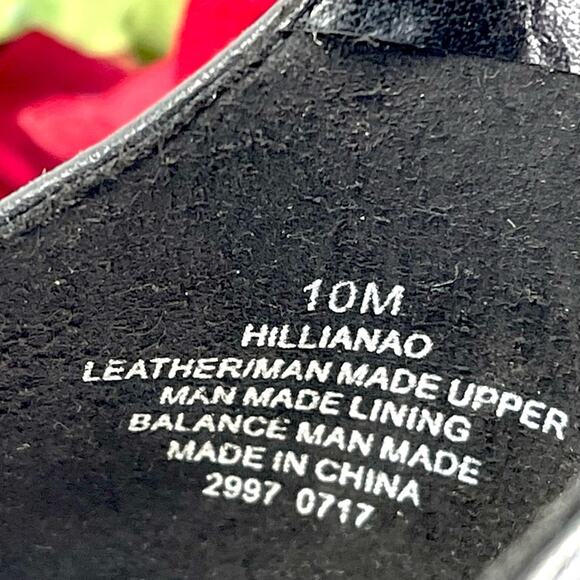 10M
HILLIANAO
LEATHER/MAN MADE UPPER
MAN MADE LINING
BALANCE MAN MADE
MADE IN CHINA
2997 0717